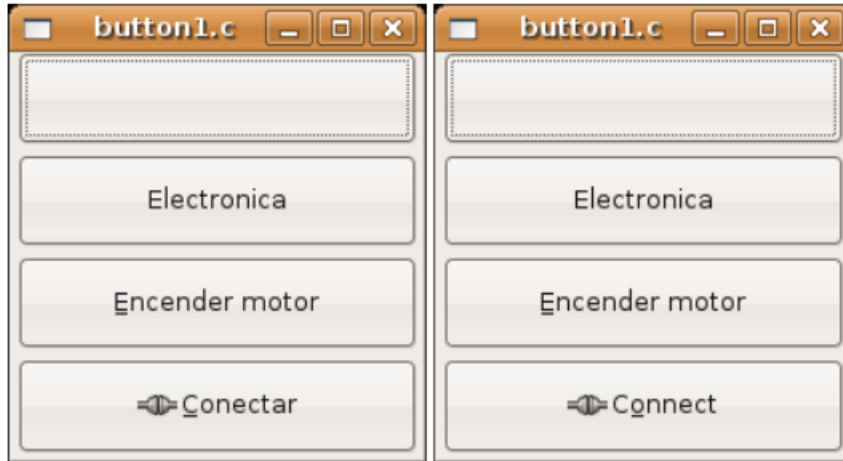 button1.c
Electronica
Encender motor
Conectar
button1.c
Electronica
Encender motor
Connect